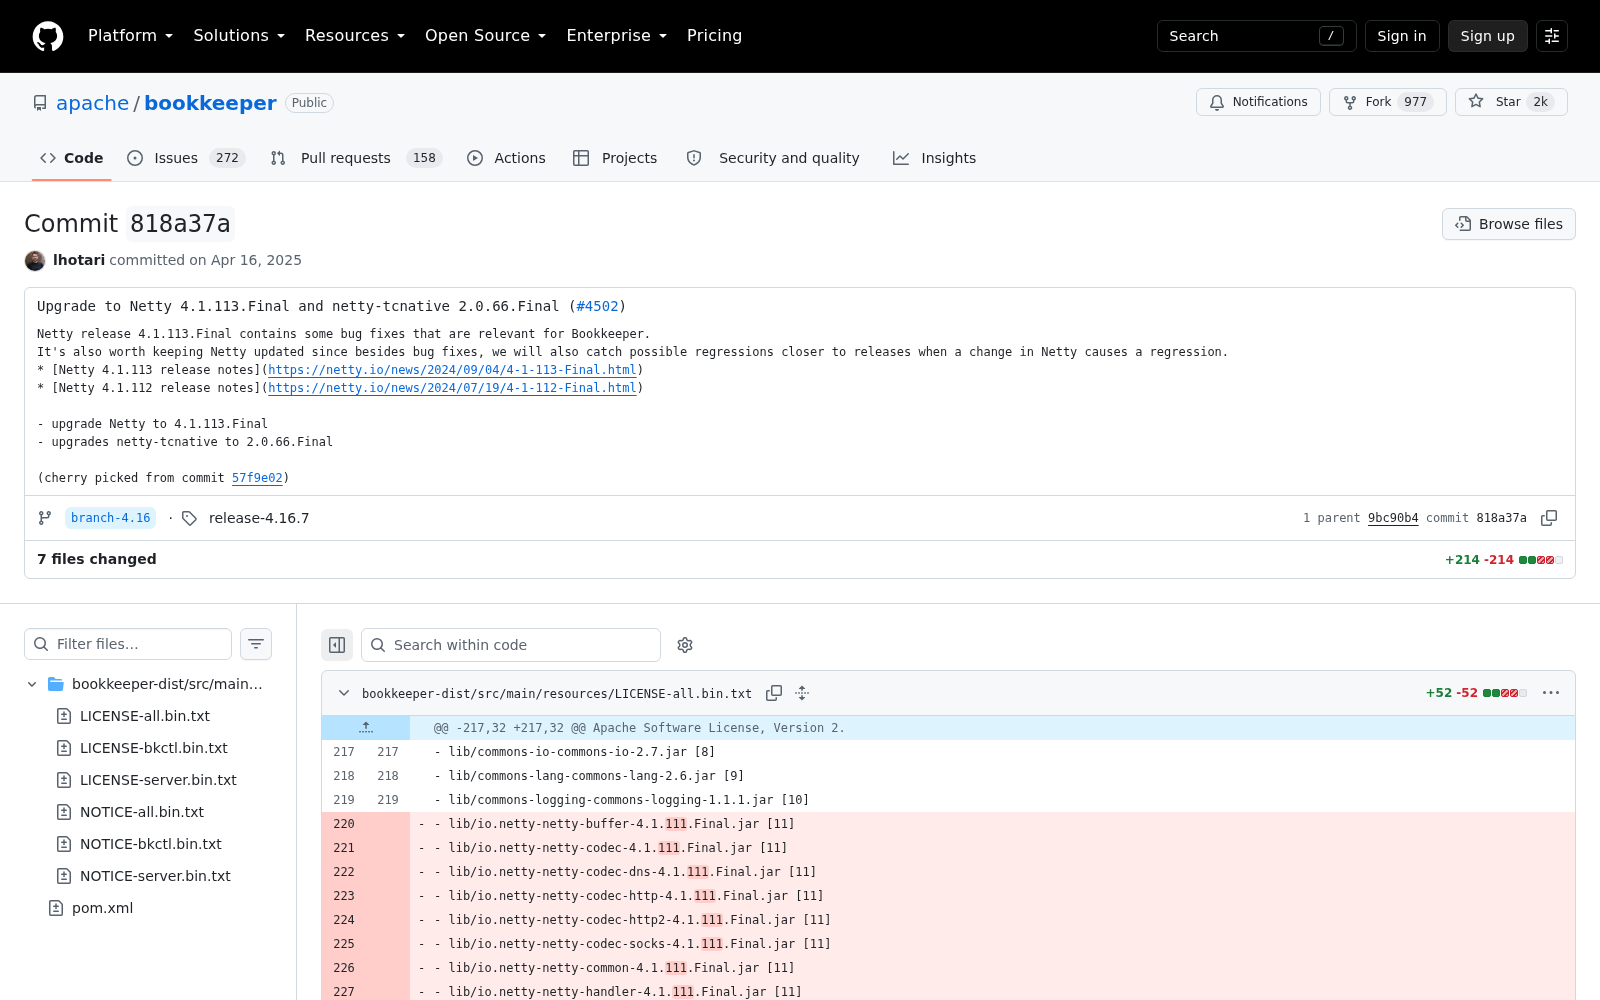 Platform Solutions Resources Open Source Enterprise Pricing Search / Sign in Sign up
apache / bookkeeper Public Notifications Fork 977 Star 2k
Code Issues 272 Pull requests 158 Actions Projects Security and quality Insights
Commit 818a37a Browse files
lhotari committed on Apr 16, 2025
Upgrade to Netty 4.1.113.Final and netty-tcnative 2.0.66.Final (#4502)
Netty release 4.1.113.Final contains some bug fixes that are relevant for Bookkeeper.
It's also worth keeping Netty updated since besides bug fixes, we will also catch possible regressions closer to releases when a change in Netty causes a regression.
* [Netty 4.1.113 release notes](https://netty.io/news/2024/09/04/4-1-113-Final.html)
* [Netty 4.1.112 release notes](https://netty.io/news/2024/07/19/4-1-112-Final.html)
- upgrade Netty to 4.1.113.Final
- upgrades netty-tcnative to 2.0.66.Final
(cherry picked from commit 57f9e02)
branch-4.16 · release-4.16.7 1 parent 9bc90b4 commit 818a37a
7 files changed +214 -214
Filter files…
bookkeeper-dist/src/main…
LICENSE-all.bin.txt
LICENSE-bkctl.bin.txt
LICENSE-server.bin.txt
NOTICE-all.bin.txt
NOTICE-bkctl.bin.txt
NOTICE-server.bin.txt
pom.xml
Search within code
bookkeeper-dist/src/main/resources/LICENSE-all.bin.txt +52 -52
@@ -217,32 +217,32 @@ Apache Software License, Version 2.
217 217 - lib/commons-io-commons-io-2.7.jar [8]
218 218 - lib/commons-lang-commons-lang-2.6.jar [9]
219 219 - lib/commons-logging-commons-logging-1.1.1.jar [10]
220 - - lib/io.netty-netty-buffer-4.1.111.Final.jar [11]
221 - - lib/io.netty-netty-codec-4.1.111.Final.jar [11]
222 - - lib/io.netty-netty-codec-dns-4.1.111.Final.jar [11]
223 - - lib/io.netty-netty-codec-http-4.1.111.Final.jar [11]
224 - - lib/io.netty-netty-codec-http2-4.1.111.Final.jar [11]
225 - - lib/io.netty-netty-codec-socks-4.1.111.Final.jar [11]
226 - - lib/io.netty-netty-common-4.1.111.Final.jar [11]
227 - - lib/io.netty-netty-handler-4.1.111.Final.jar [11]